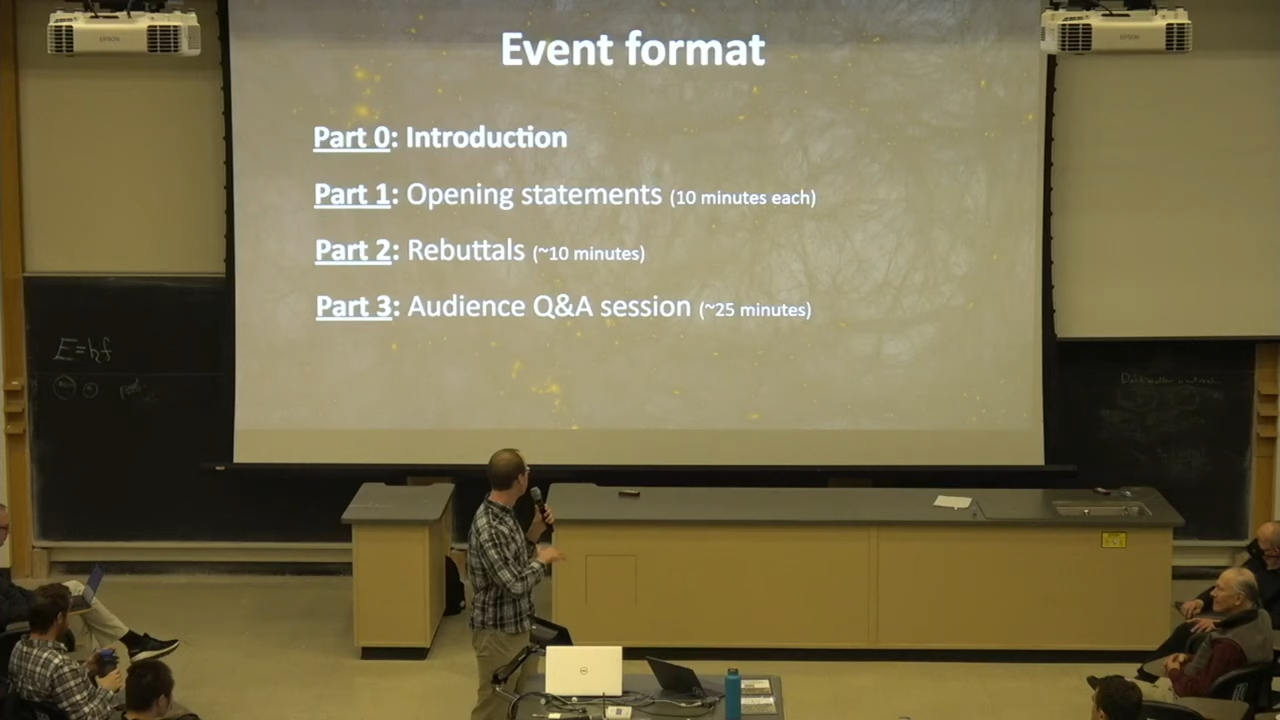 EPSON
EPSON
Event format
Part 0: Introduction
Part 1: Opening statements (10 minutes each)
Part 2: Rebuttals (~10 minutes)
Part 3: Audience Q&A session (~25 minutes)
E=hf